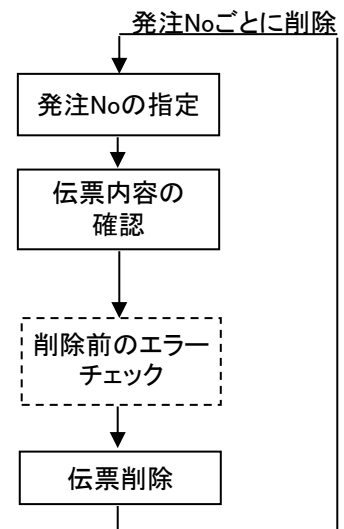 発注Noごとに削除
発注Noの指定
伝票内容の
確認
削除前のエラー
チェック
伝票削除